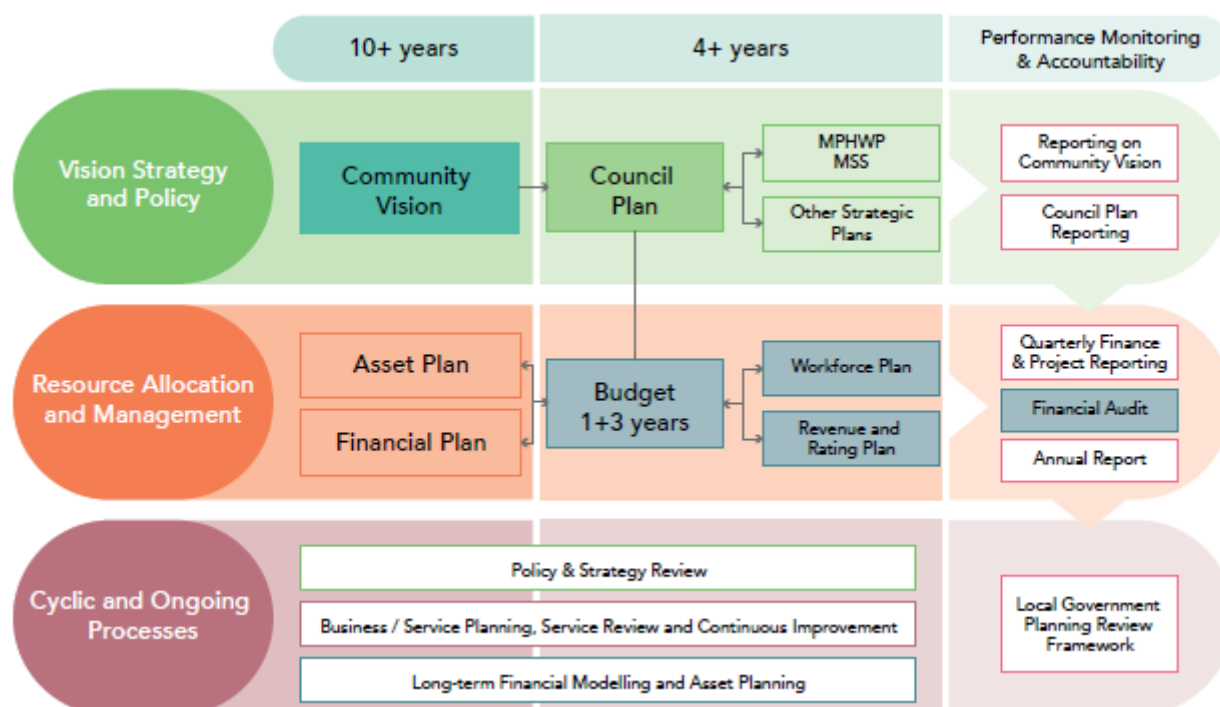 10+ years
4+ years
Performance Monitoring
& Accountability
Vision Strategy
and Policy
Community
Vision
Council
Plan
MPHWP
MSS
Other Strategic
Plans
Reporting on
Community Vision
Council Plan
Reporting
Resource Allocation
and Management
Asset Plan
Financial Plan
Budget
1+3 years
Workforce Plan
Revenue and
Rating Plan
Quarterly Finance
& Project Reporting
Financial Audit
Annual Report
Cyclic and Ongoing
Processes
Policy & Strategy Review
Business / Service Planning, Service Review and Continuous Improvement
Long-term Financial Modelling and Asset Planning
Local Government
Planning Review
Framework